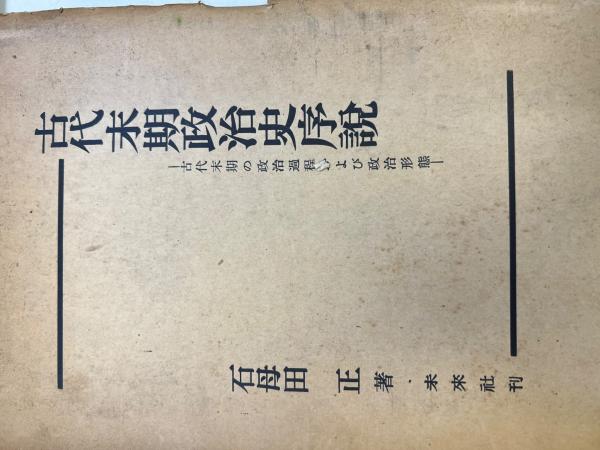 古代末期政治史序説
―古代末期の政治過程および政治形態―
石母田 正 著・未來社刊